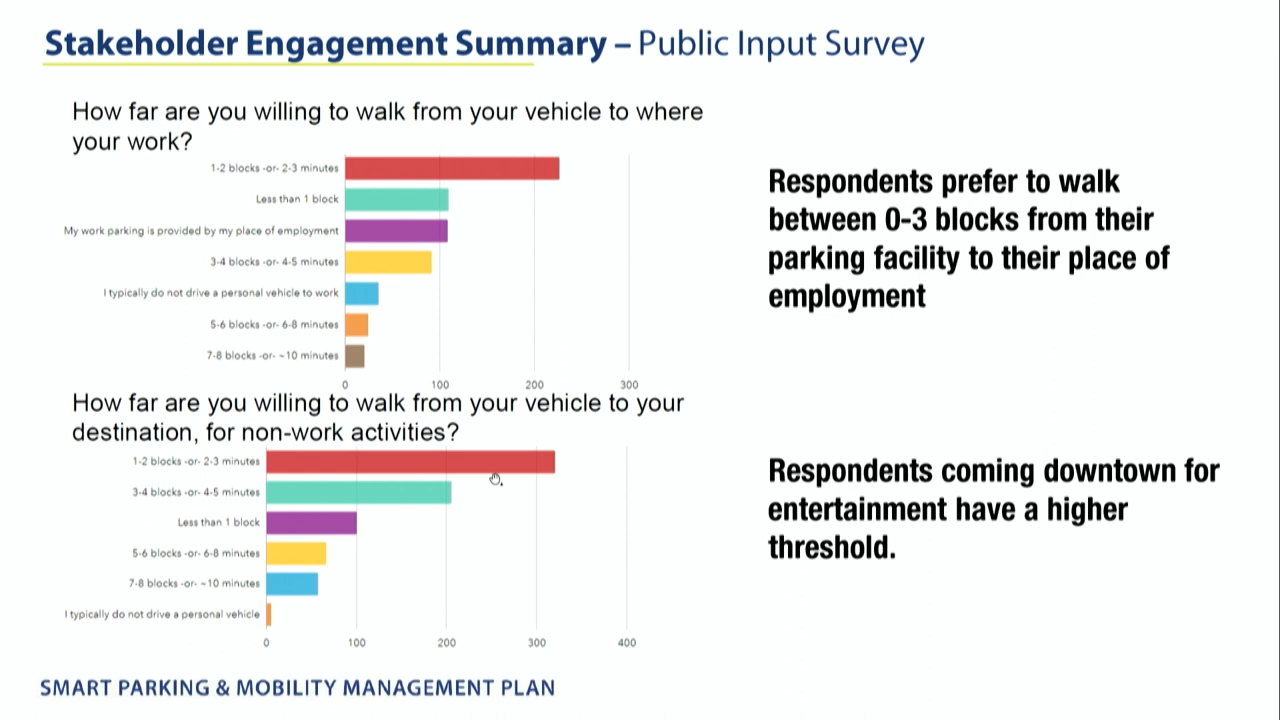 Stakeholder Engagement Summary – Public Input Survey
How far are you willing to walk from your vehicle to where
your work?
1-2 blocks -or- 2-3 minutes
Less than 1 block
My work parking is provided by my place of employment
3-4 blocks -or- 4-5 minutes
I typically do not drive a personal vehicle to work
5-6 blocks -or- 6-8 minutes
7-8 blocks -or- ~10 minutes
0 100 200 300
Respondents prefer to walk
between 0-3 blocks from their
parking facility to their place of
employment
How far are you willing to walk from your vehicle to your
destination, for non-work activities?
1-2 blocks -or- 2-3 minutes
3-4 blocks -or- 4-5 minutes
Less than 1 block
5-6 blocks -or- 6-8 minutes
7-8 blocks -or- ~10 minutes
I typically do not drive a personal vehicle
0 100 200 300 400
Respondents coming downtown for
entertainment have a higher
threshold.
SMART PARKING & MOBILITY MANAGEMENT PLAN